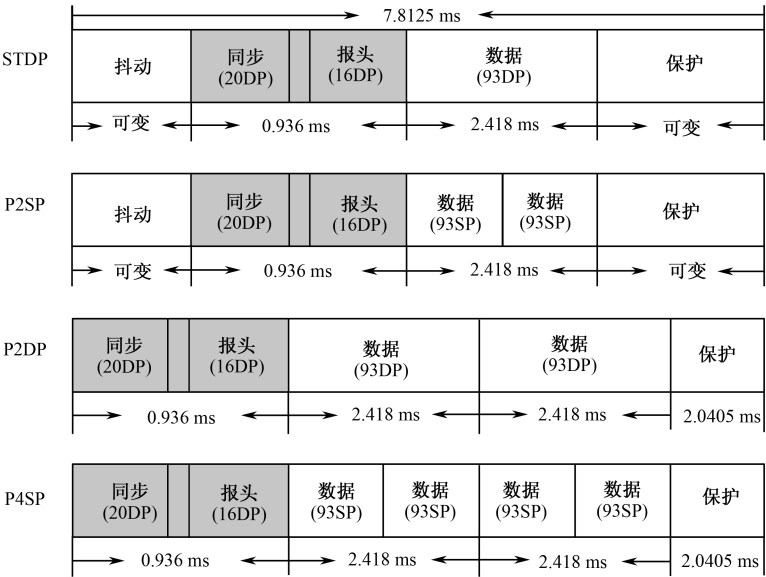 7.8125 ms
STDP
抖动
同步
(20DP)
报头
(16DP)
数据
(93DP)
保护
可变
0.936 ms
2.418 ms
可变
P2SP
抖动
同步
(20DP)
报头
(16DP)
数据
(93SP)
数据
(93SP)
保护
可变
0.936 ms
2.418 ms
可变
P2DP
同步
(20DP)
报头
(16DP)
数据
(93DP)
数据
(93DP)
保护
0.936 ms
2.418 ms
2.418 ms
2.0405 ms
P4SP
同步
(20DP)
报头
(16DP)
数据
(93SP)
数据
(93SP)
数据
(93SP)
数据
(93SP)
保护
0.936 ms
2.418 ms
2.418 ms
2.0405 ms